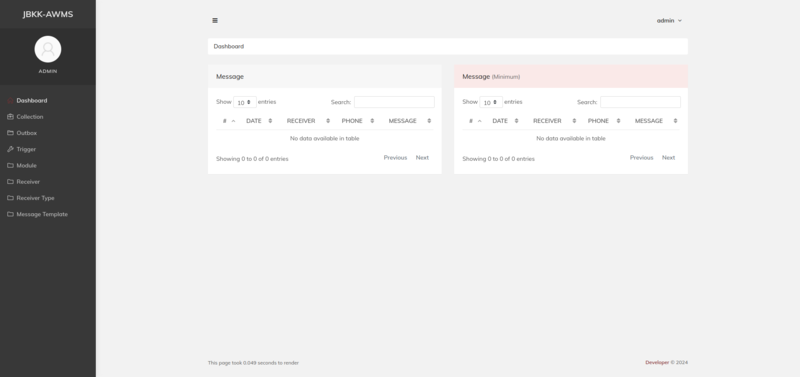 JBKK-AWMS
admin
ADMIN
Dashboard
Collection
Outbox
Trigger
Module
Receiver
Receiver Type
Message Template
Dashboard
Message
Show 10 entries Search:
# DATE RECEIVER PHONE MESSAGE
No data available in table
Showing 0 to 0 of 0 entries Previous Next
Message (Minimum)
Show 10 entries Search:
# DATE RECEIVER PHONE MESSAGE
No data available in table
Showing 0 to 0 of 0 entries Previous Next
This page took 0.049 seconds to render
Developer © 2024